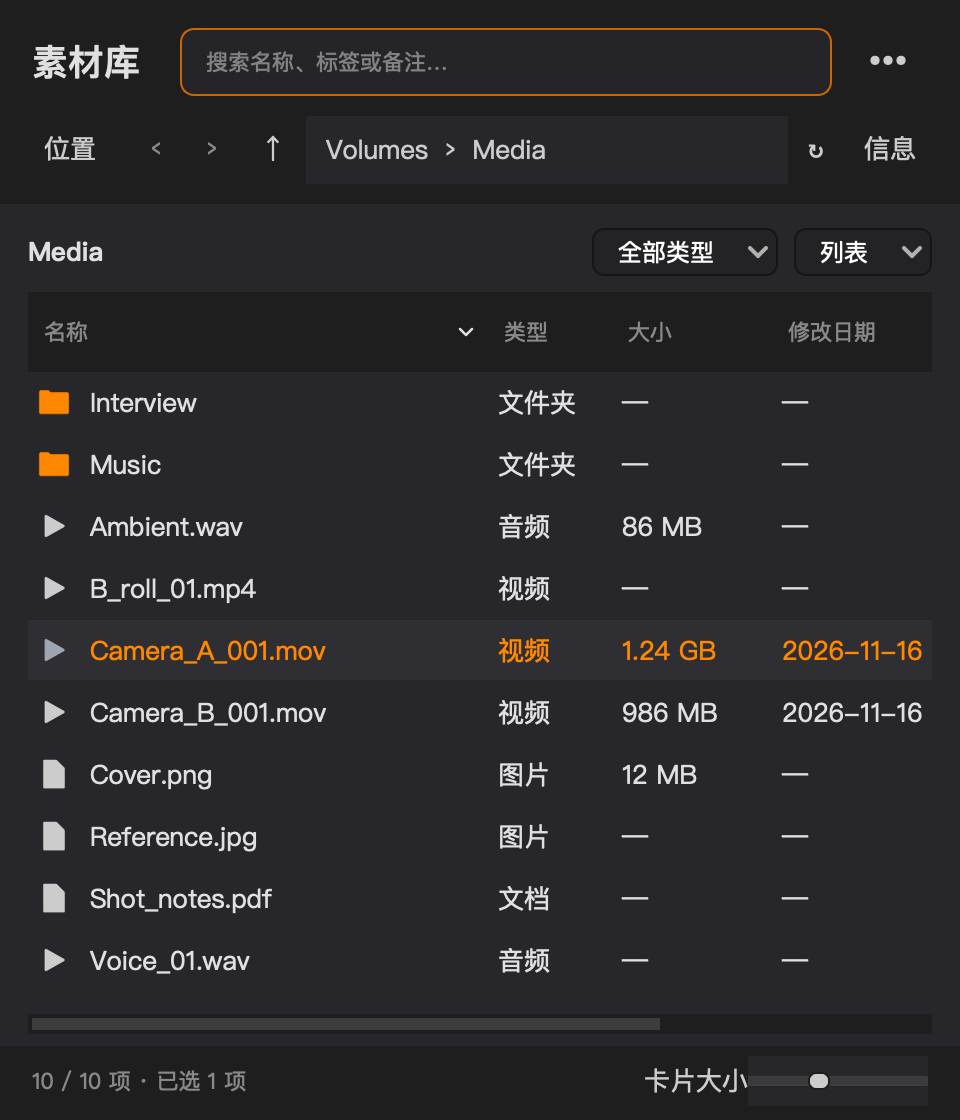 素材库 搜索名称、标签或备注... •••
位置 < > ↑ Volumes > Media ↻ 信息
Media 全部类型 列表
名称 类型 大小 修改日期
Interview 文件夹 — —
Music 文件夹 — —
Ambient.wav 音频 86 MB —
B_roll_01.mp4 视频 — —
Camera_A_001.mov 视频 1.24 GB 2026-11-16
Camera_B_001.mov 视频 986 MB 2026-11-16
Cover.png 图片 12 MB —
Reference.jpg 图片 — —
Shot_notes.pdf 文档 — —
Voice_01.wav 音频 — —
10 / 10 项 · 已选 1 项 卡片大小